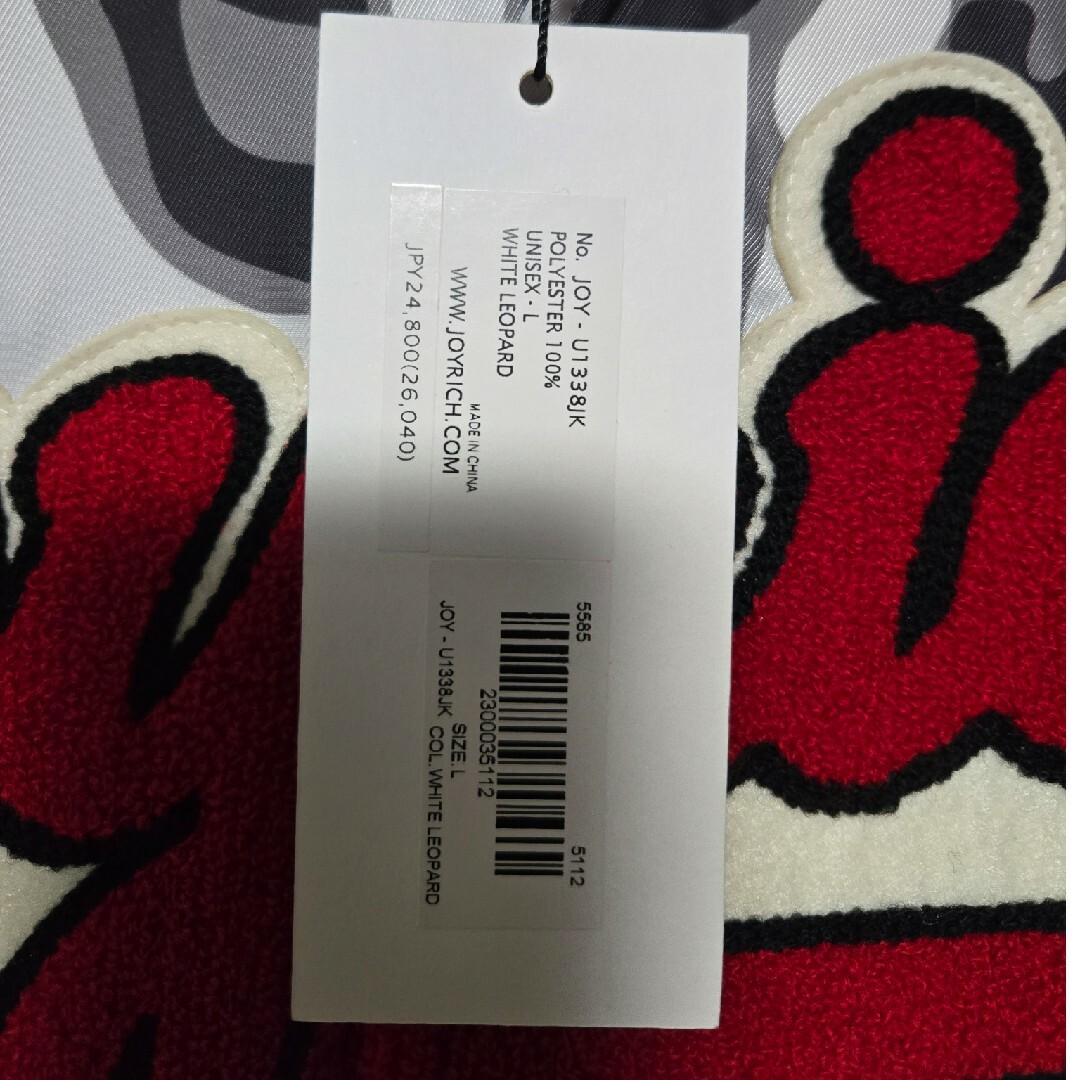 No. JOY - U1338JK
POLYESTER 100%
UNISEX - L
WHITE LEOPARD
MADE IN CHINA
WWW.JOYRICH.COM
JPY24,800(26,040)
5585
5112
2300035112
SIZE.L
JOY - U1338JK COL.WHITE LEOPARD